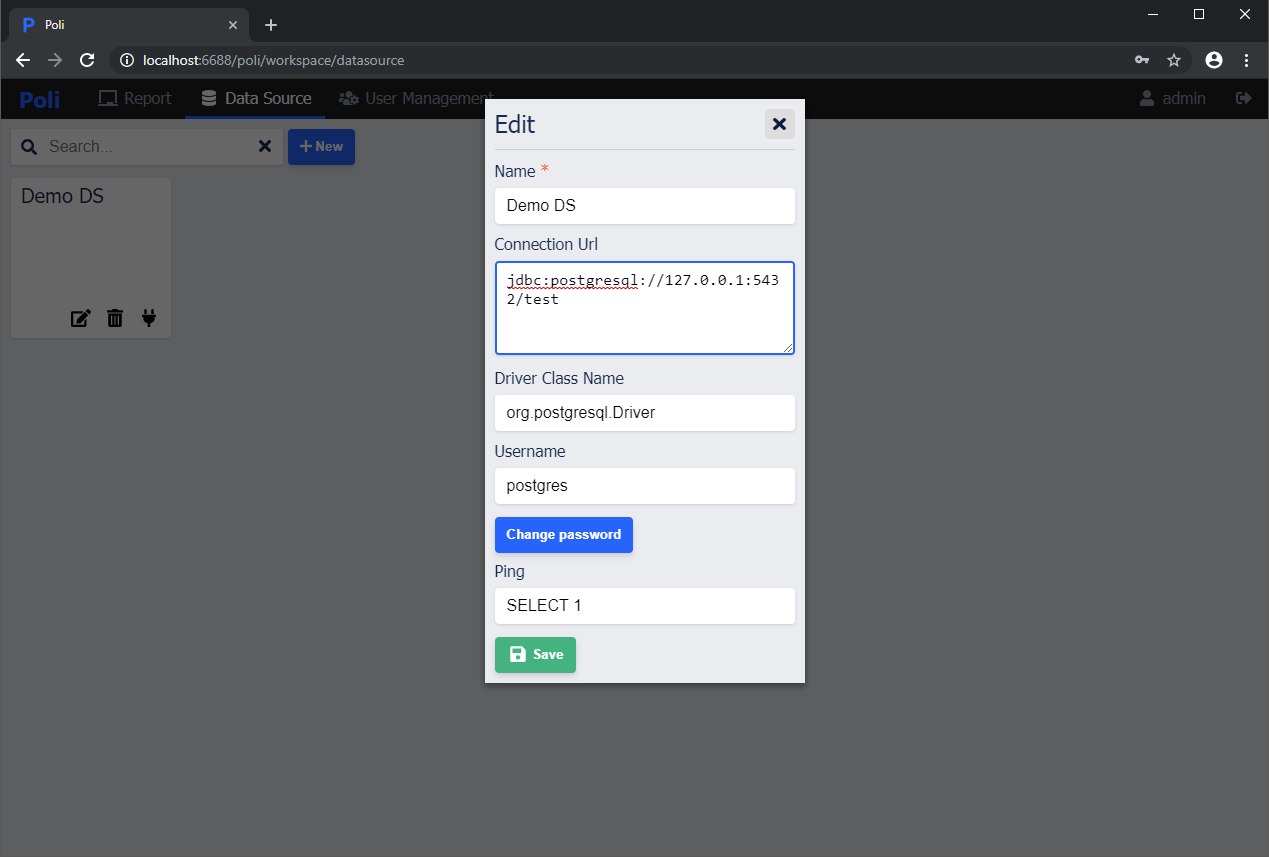 Poli
localhost:6688/poli/workspace/datasource
Poli Report Data Source User Management admin
Search... New
Demo DS
Edit
Name *
Demo DS
Connection Url
jdbc:postgresql://127.0.0.1:543
2/test
Driver Class Name
org.postgresql.Driver
Username
postgres
Change password
Ping
SELECT 1
Save